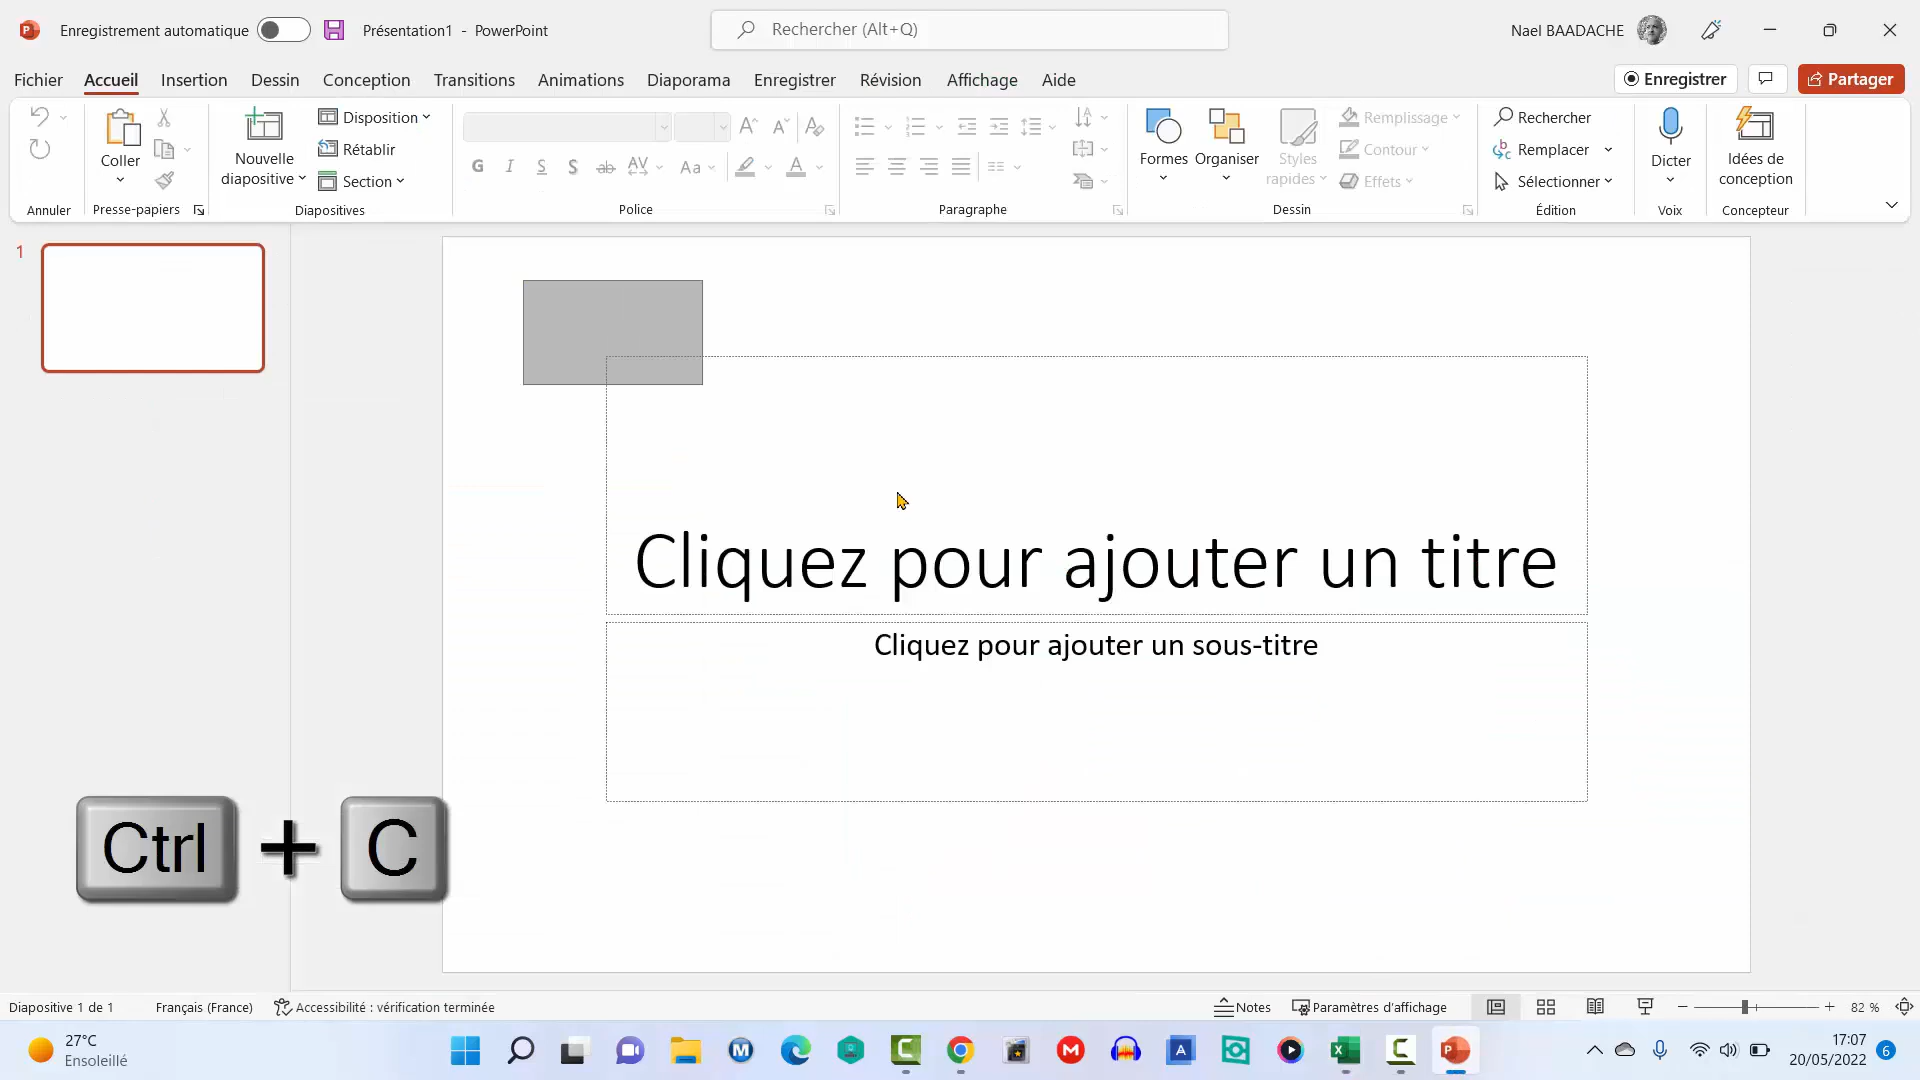 Enregistrement automatique
Présentation1 - PowerPoint
Rechercher (Alt+Q)
Nael BAADACHE
Fichier
Accueil
Insertion
Dessin
Conception
Transitions
Animations
Diaporama
Enregistrer
Révision
Affichage
Aide
Enregistrer
Partager
Annuler
Coller
Presse-papiers
Nouvelle
diapositive
Disposition
Rétablir
Section
Diapositives
G I S S ab AV Aa A
Police
Paragraphe
Formes
Organiser
Styles
rapides
Remplissage
Contour
Effets
Dessin
Rechercher
Remplacer
Sélectionner
Édition
Dicter
Voix
Idées de
conception
Concepteur
1
Cliquez pour ajouter un titre
Cliquez pour ajouter un sous-titre
Ctrl + C
Diapositive 1 de 1
Français (France)
Accessibilité : vérification terminée
Notes
Paramètres d'affichage
82 %
27°C
Ensoleillé
17:07
20/05/2022
6